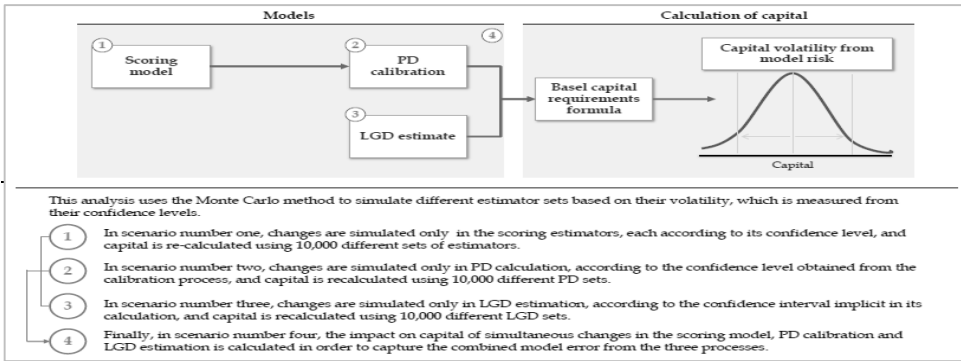 Models
Calculation of capital
1
Scoring
model
2
PD
calibration
4
3
LGD estimate
Basel capital
requirements
formula
Capital volatility from
model risk
Capital
This analysis uses the Monte Carlo method to simulate different estimator sets based on their volatility, which is measured from
their confidence levels.
1
In scenario number one, changes are simulated only in the scoring estimators, each according to its confidence level, and
capital is re-calculated using 10,000 different sets of estimators.
2
In scenario number two, changes are simulated only in PD calculation, according to the confidence level obtained from the
calibration process, and capital is recalculated using 10,000 different PD sets.
3
In scenario number three, changes are simulated only in LGD estimation, according to the confidence interval implicit in its
calculation, and capital is recalculated using 10,000 different LGD sets.
4
Finally, in scenario number four, the impact on capital of simultaneous changes in the scoring model, PD calibration and
LGD estimation is calculated in order to capture the combined model error from the three processes.